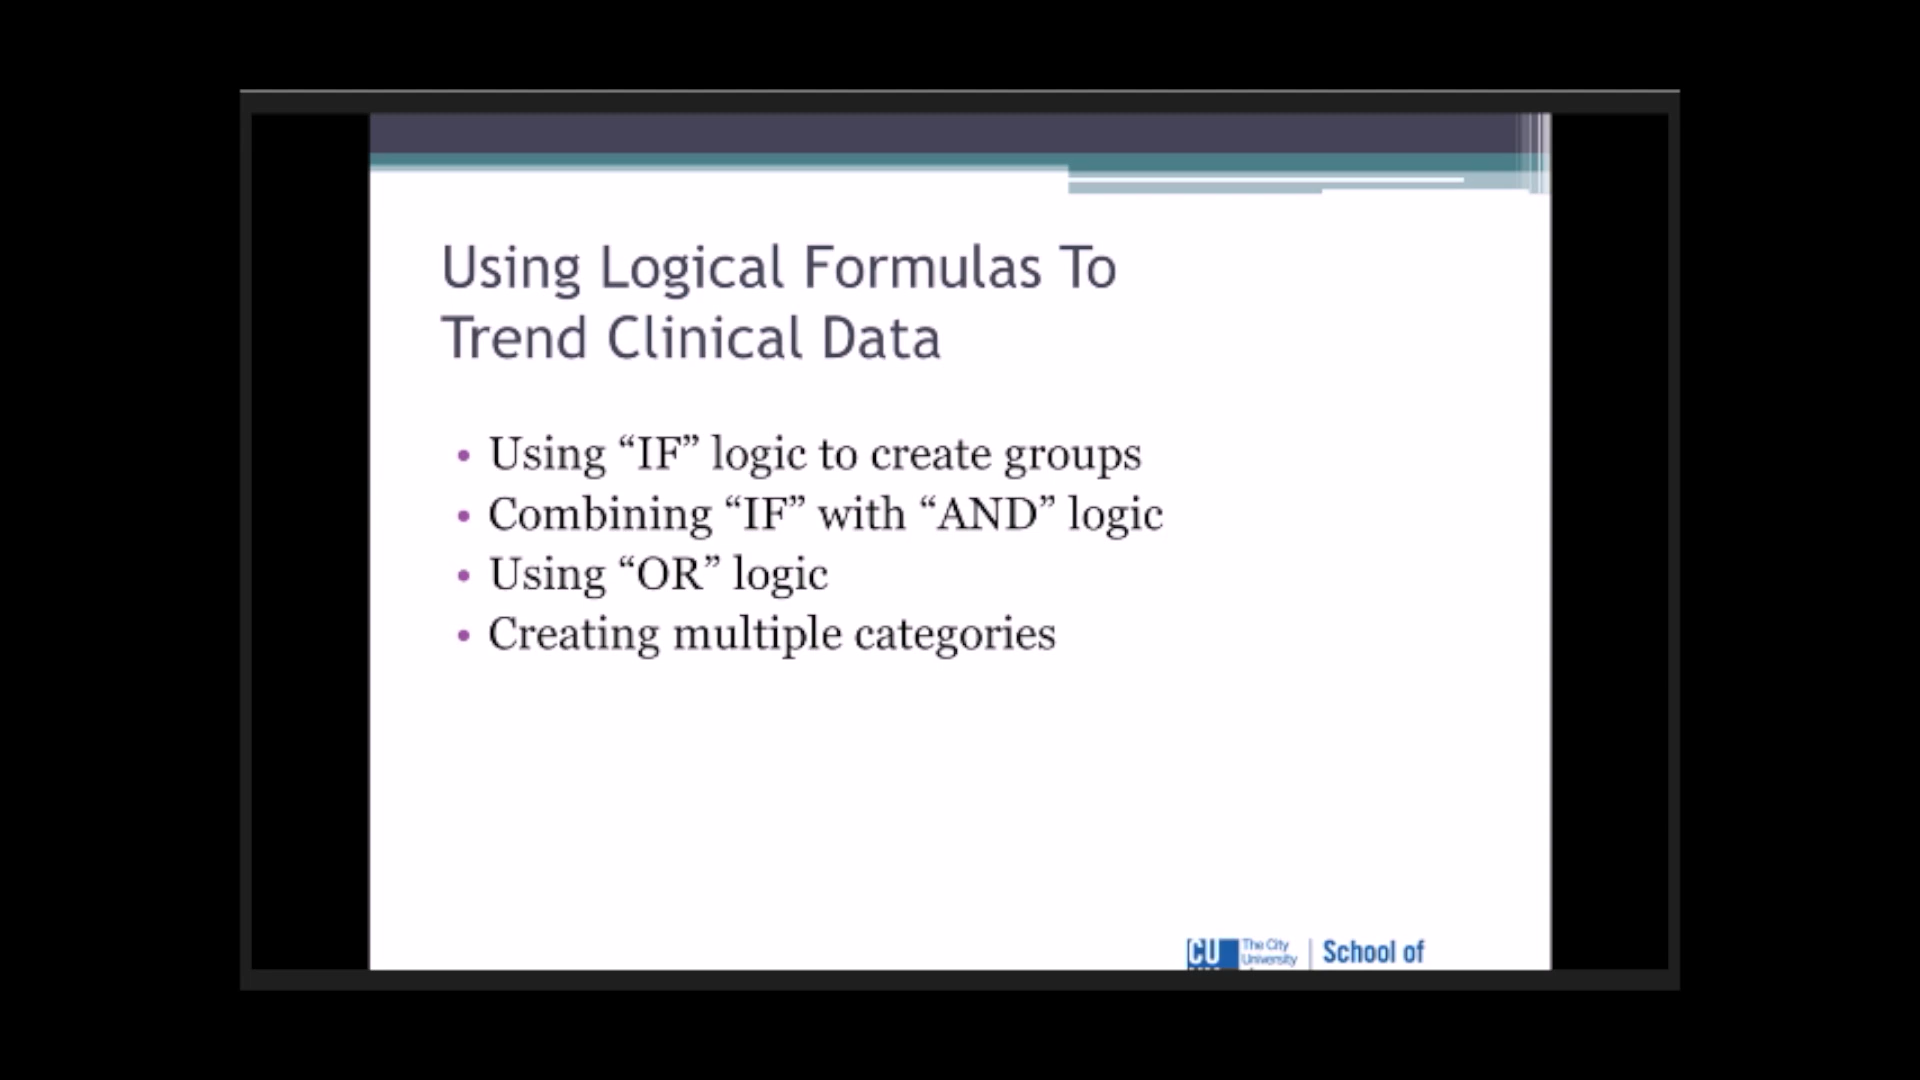 Using Logical Formulas To
Trend Clinical Data
• Using “IF” logic to create groups
• Combining “IF” with “AND” logic
• Using “OR” logic
• Creating multiple categories
CU
The City
University
School of